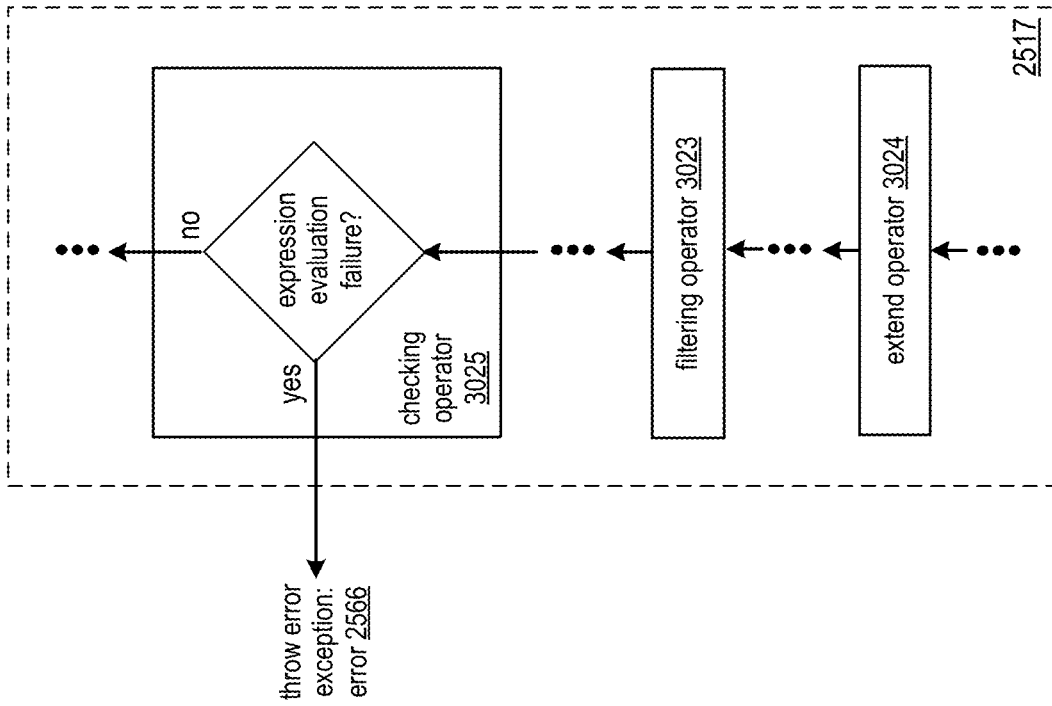 2517
no
expression
evaluation
failure?
yes
checking
operator
3025
throw error
exception:
error 2566
filtering operator 3023
extend operator 3024